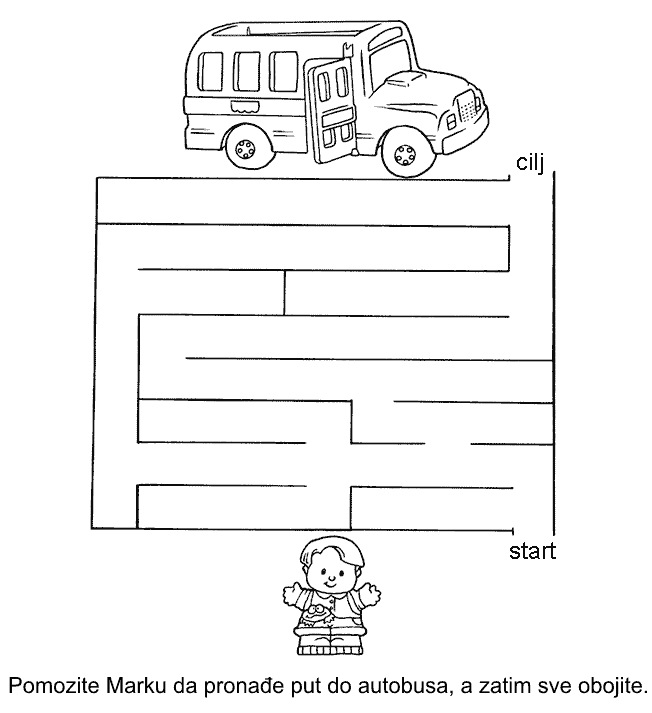 cilj
start
Pomozite Marku da pronađe put do autobusa, a zatim sve obojite.